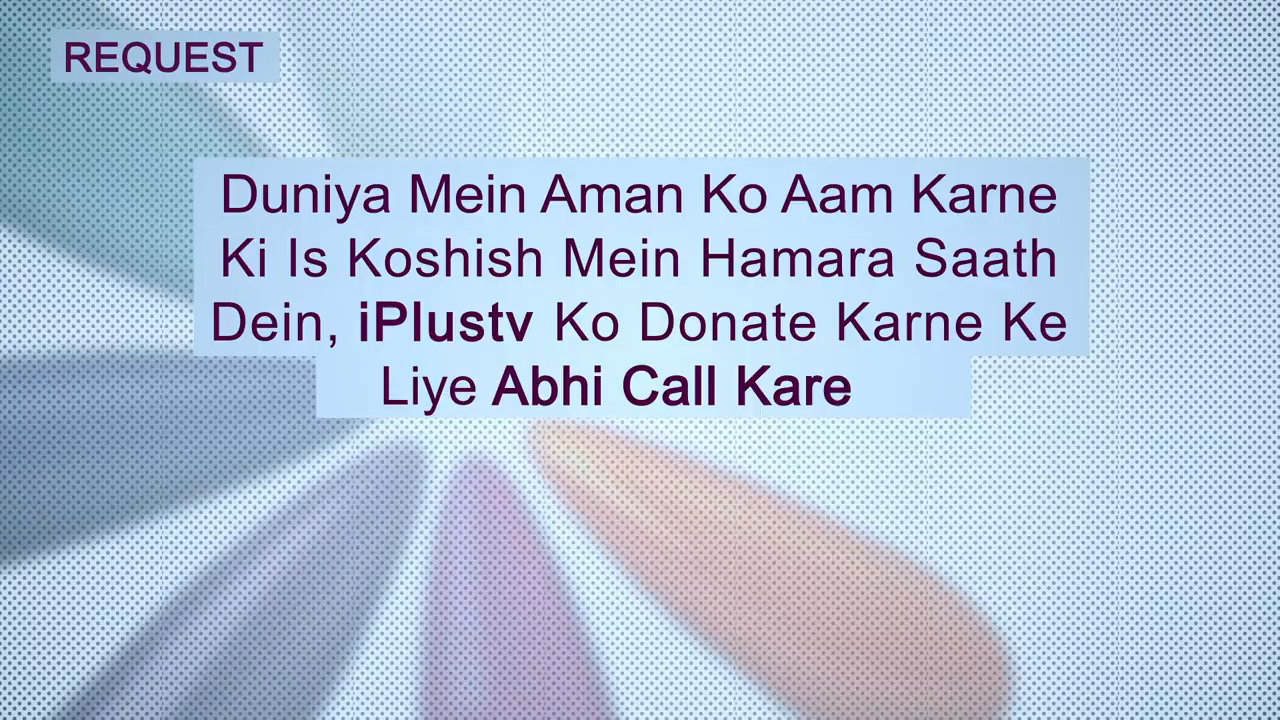 REQUEST
Duniya Mein Aman Ko Aam Karne
Ki Is Koshish Mein Hamara Saath
Dein, iPlustv Ko Donate Karne Ke
Liye Abhi Call Kare